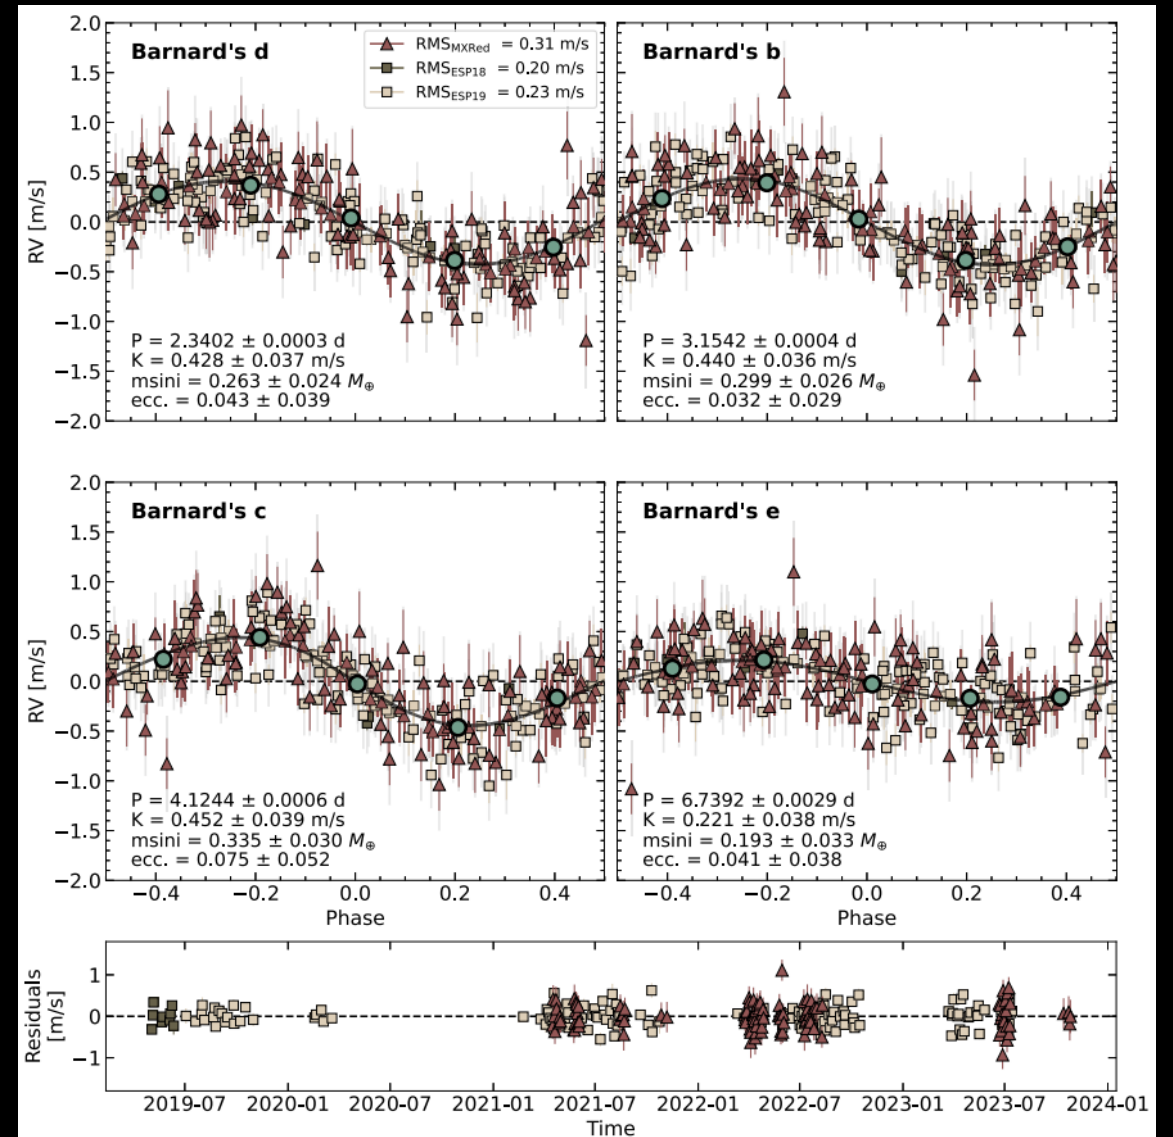 Barnard's d
RMS_MXRed = 0.31 m/s
RMS_ESP18 = 0.20 m/s
RMS_ESP19 = 0.23 m/s
P = 2.3402 ± 0.0003 d
K = 0.428 ± 0.037 m/s
msini = 0.263 ± 0.024 M⊕
ecc. = 0.043 ± 0.039
RV [m/s]
2.0
1.5
1.0
0.5
0.0
−0.5
−1.0
−1.5
−2.0
Barnard's b
P = 3.1542 ± 0.0004 d
K = 0.440 ± 0.036 m/s
msini = 0.299 ± 0.026 M⊕
ecc. = 0.032 ± 0.029
Barnard's c
P = 4.1244 ± 0.0006 d
K = 0.452 ± 0.039 m/s
msini = 0.335 ± 0.030 M⊕
ecc. = 0.075 ± 0.052
RV [m/s]
2.0
1.5
1.0
0.5
0.0
−0.5
−1.0
−1.5
−2.0
−0.4 −0.2 0.0 0.2 0.4
Phase
Barnard's e
P = 6.7392 ± 0.0029 d
K = 0.221 ± 0.038 m/s
msini = 0.193 ± 0.033 M⊕
ecc. = 0.041 ± 0.038
−0.4 −0.2 0.0 0.2 0.4
Phase
Residuals
[m/s]
1
0
−1
2019-07 2020-01 2020-07 2021-01 2021-07 2022-01 2022-07 2023-01 2023-07 2024-01
Time